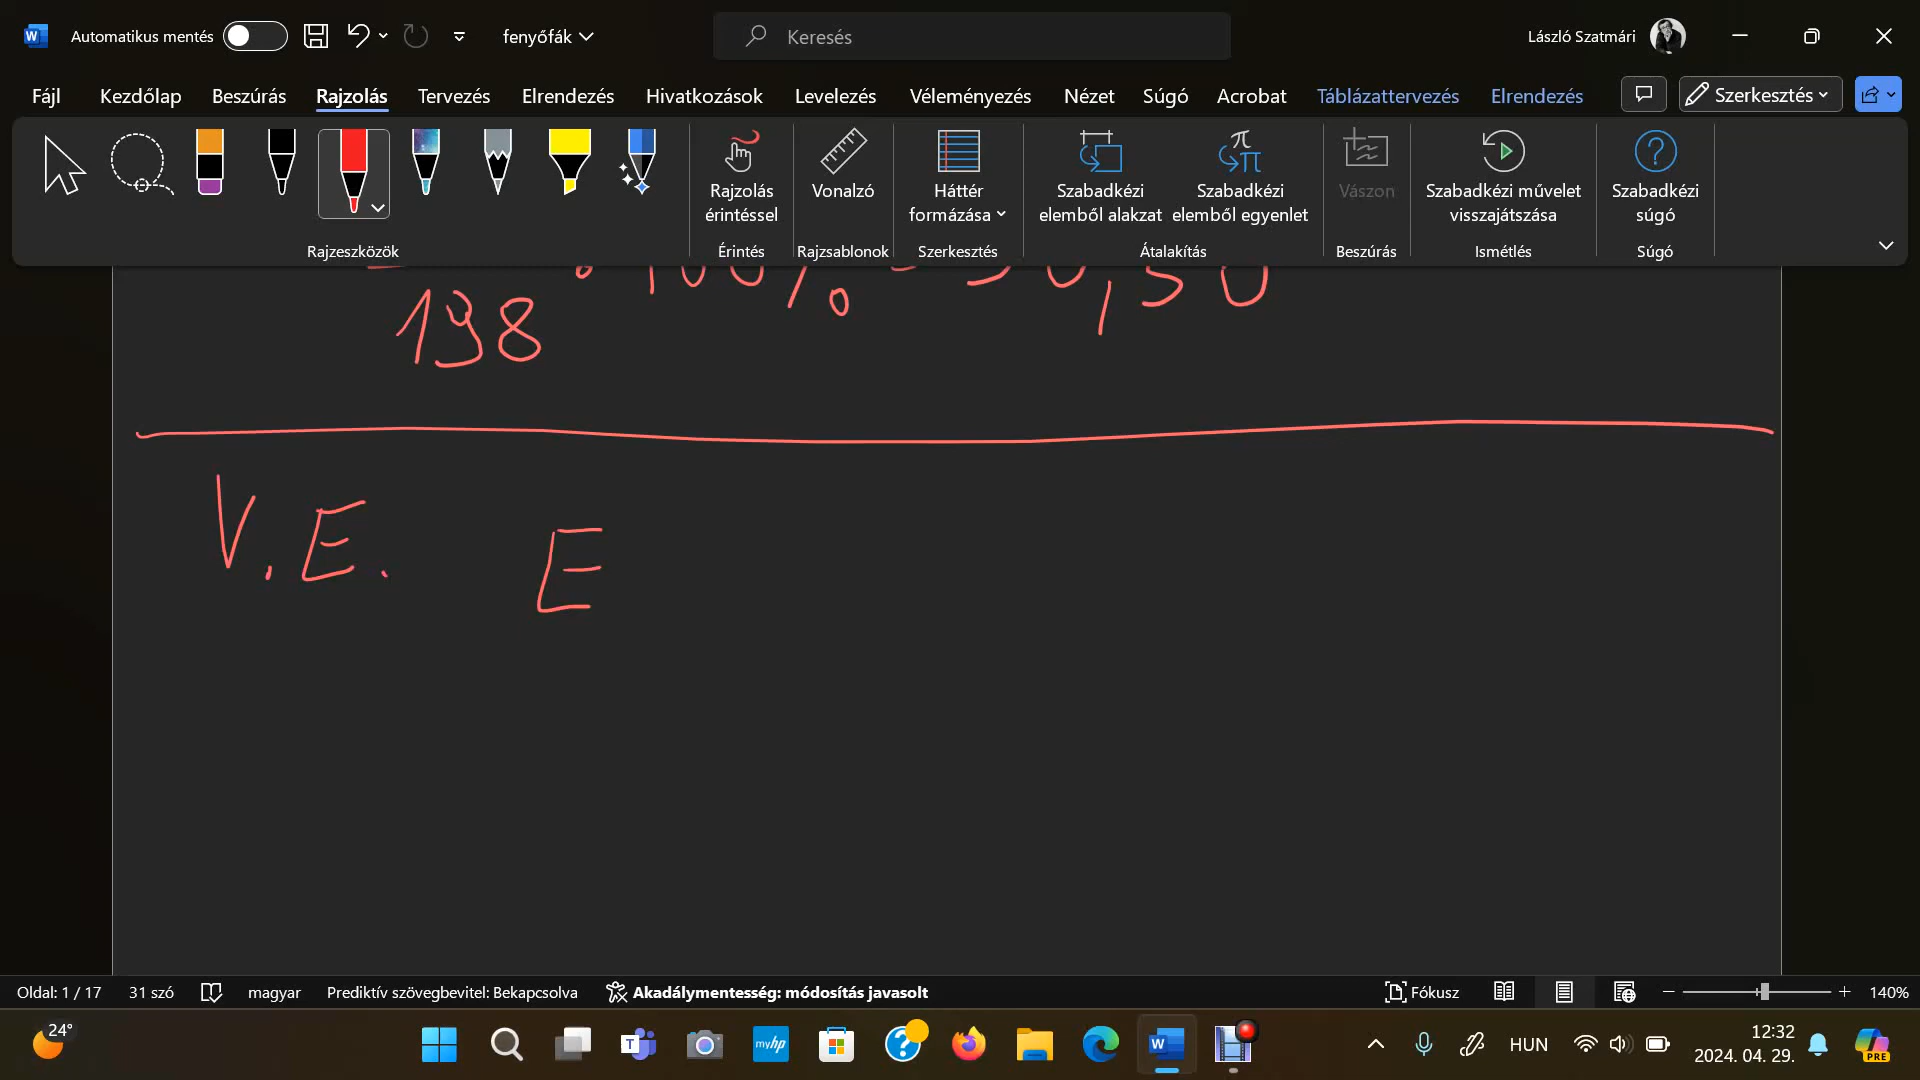 Automatikus mentés fenyőfák Keresés László Szatmári
Fájl Kezdőlap Beszúrás Rajzolás Tervezés Elrendezés Hivatkozások Levelezés Véleményezés Nézet Súgó Acrobat Táblázattervezés Elrendezés Szerkesztés
Rajzolás érintéssel Vonalzó Háttér formázása Szabadkézi elemből alakzat Szabadkézi elemből egyenlet Vászon Szabadkézi művelet visszajátszása Szabadkézi súgó
Rajzeszközök Érintés Rajzsablonok Szerkesztés Átalakítás Beszúrás Ismétlés Súgó
198
V.E. E
Oldal: 1 / 17 31 szó magyar Prediktív szövegbevitel: Bekapcsolva Akadálymentesség: módosítás javasolt Fókusz 140%
24° myhp HUN 12:32
2024. 04. 29. PRE